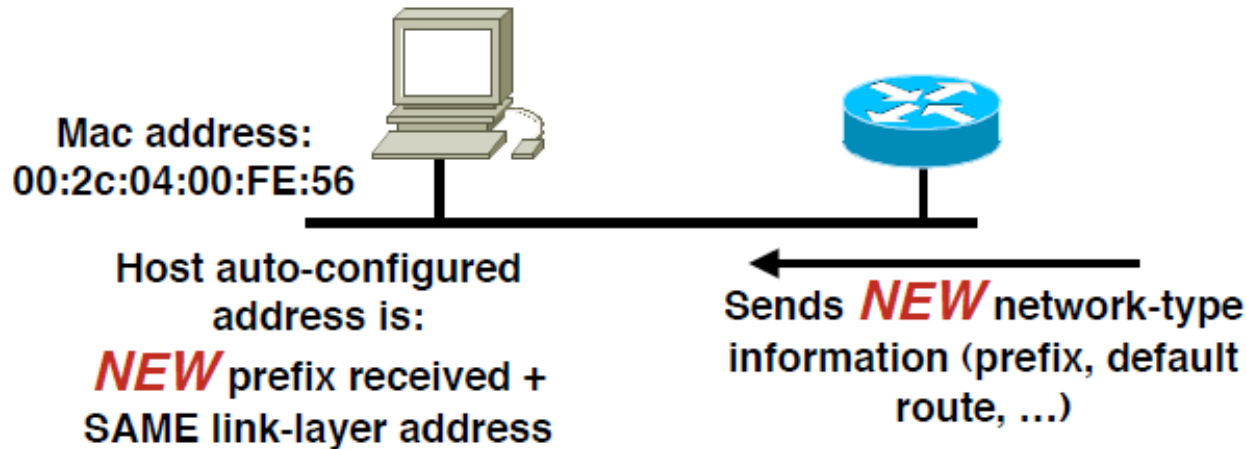 Mac address:
00:2c:04:00:FE:56
Host auto-configured
address is:
NEW prefix received +
SAME link-layer address
Sends NEW network-type
information (prefix, default
route, ...)